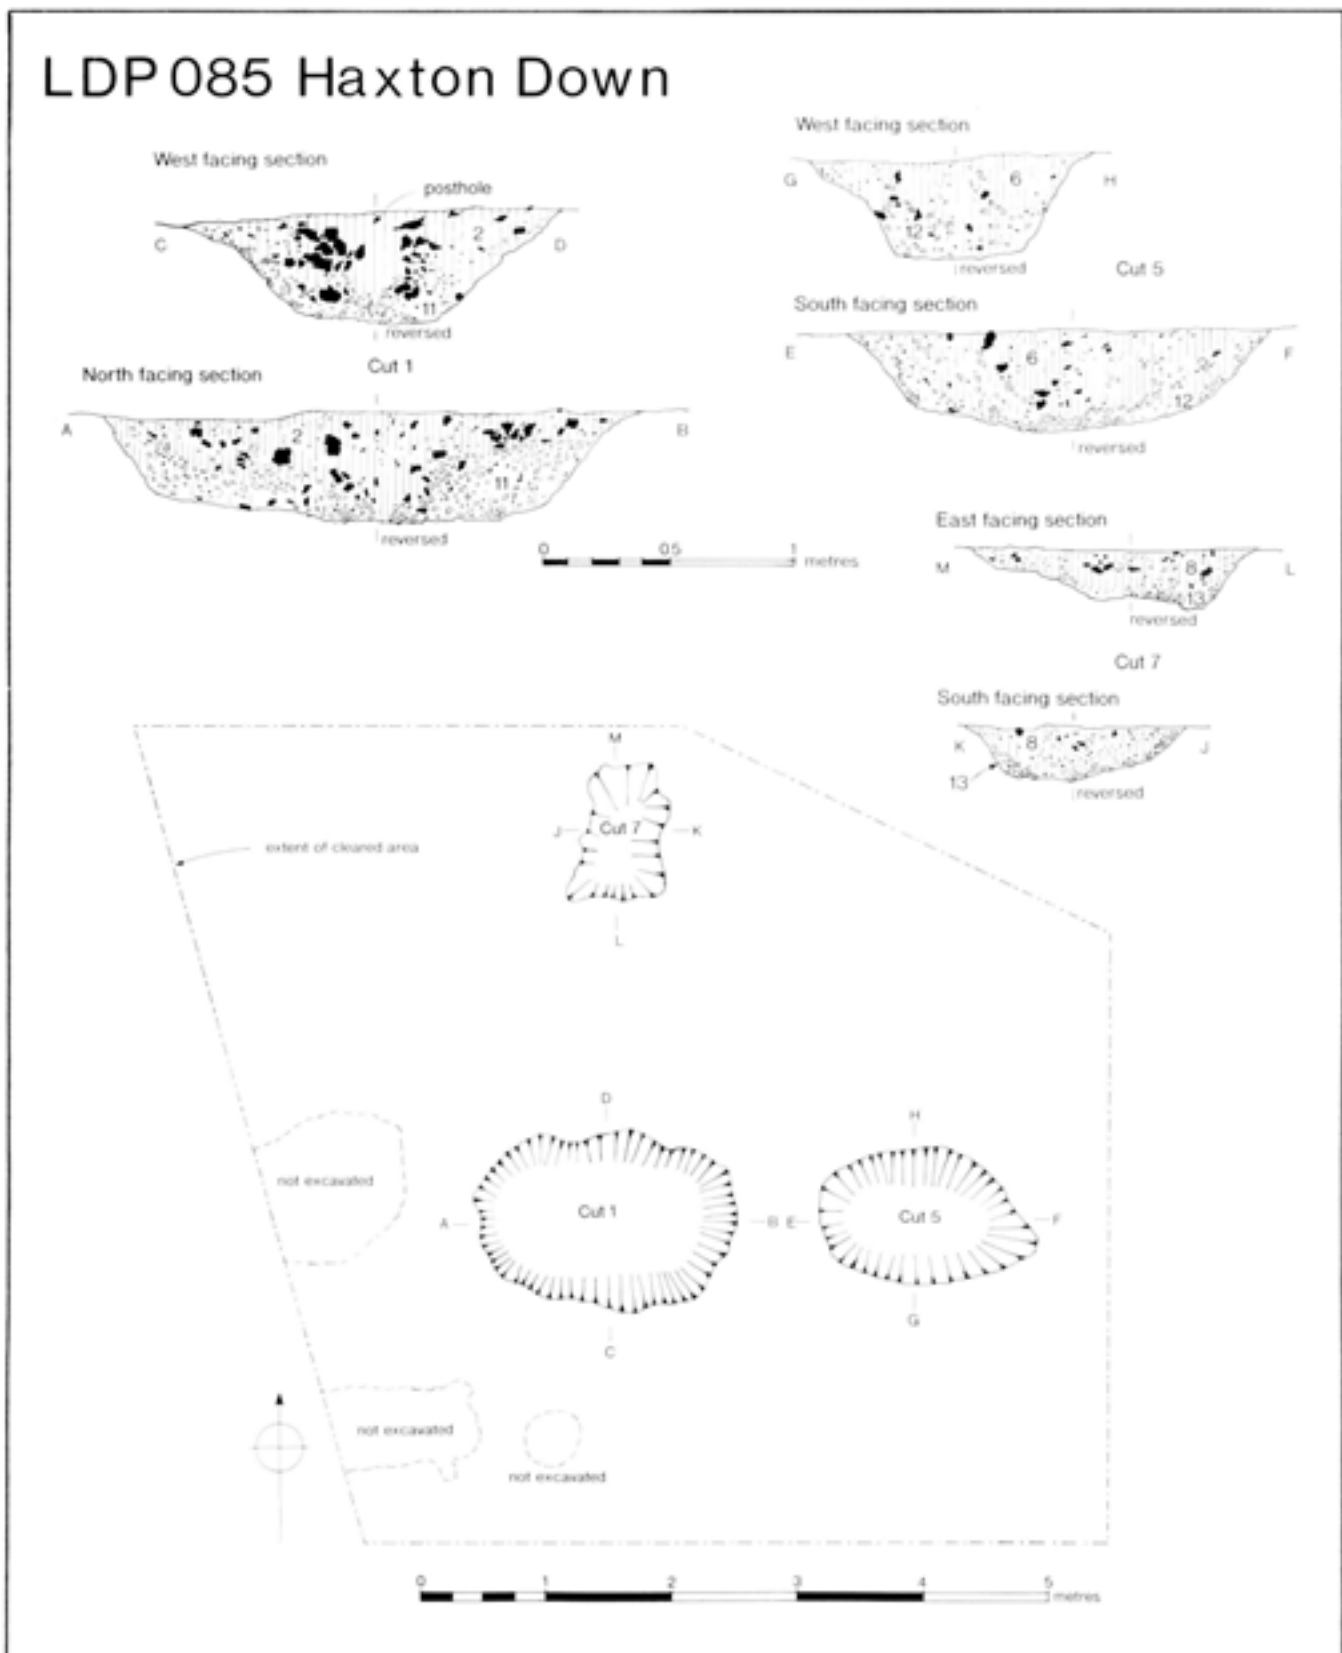 LDP 085 Haxton Down
West facing section
posthole
C
2
D
11
reversed
Cut 1
North facing section
A
2
B
11
reversed
0 05 1
metres
West facing section
G
6
H
12
reversed
Cut 5
South facing section
E
6
F
12
reversed
East facing section
M
8
L
13
reversed
Cut 7
South facing section
K
8
J
13
reversed
M
J
Cut 7
K
extent of cleared area
L
D
H
not excavated
A
Cut 1
B
E
Cut 5
F
G
C
not excavated
not excavated
0 1 2 3 4 5
metres